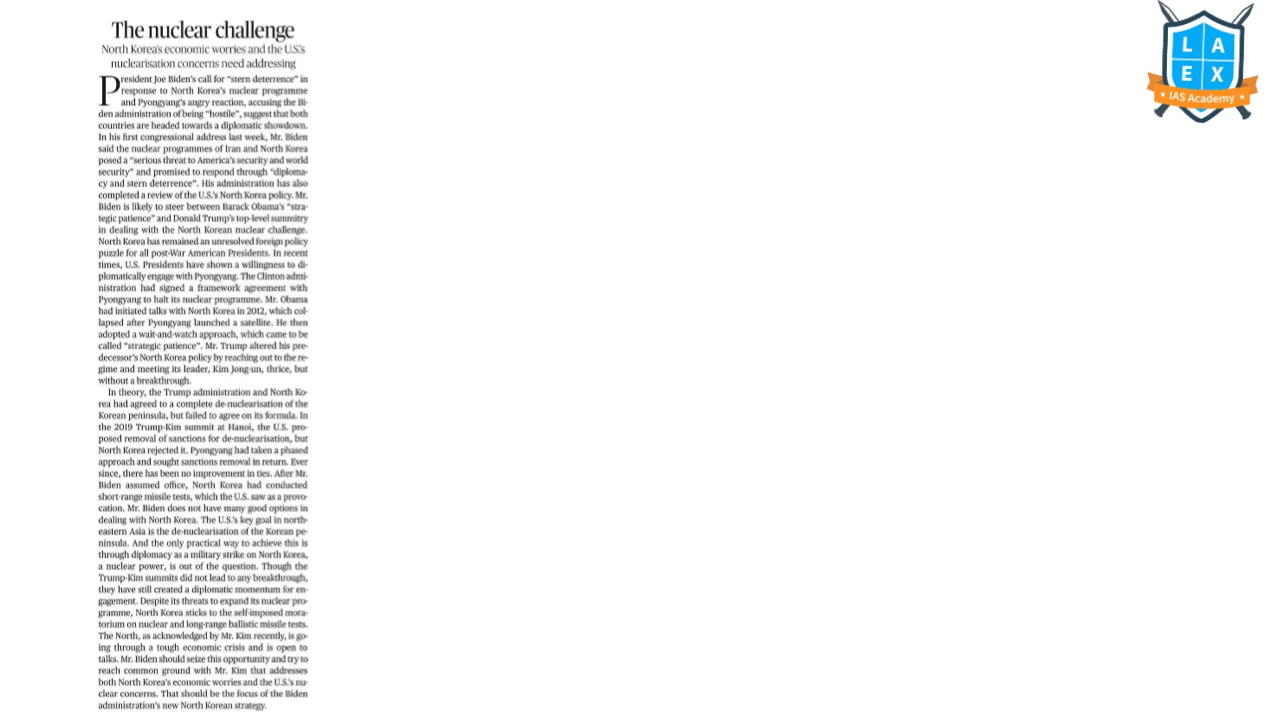 The nuclear challenge
North Korea's economic worries and the U.S.'s
nuclearisation concerns need addressing
President Joe Biden's call for "stern deterrence" in
response to North Korea's nuclear programme
and Pyongyang's angry reaction, accusing the Bi-
den administration of being "hostile", suggest that both
countries are headed towards a diplomatic showdown.
In his first congressional address last week, Mr. Biden
said the nuclear programmes of Iran and North Korea
posed a "serious threat to America's security and world
security" and promised to respond through "diploma-
cy and stern deterrence". His administration has also
completed a review of the U.S.'s North Korea policy. Mr.
Biden is likely to steer between Barack Obama's "stra-
tegic patience" and Donald Trump's top-level summitry
in dealing with the North Korean nuclear challenge.
North Korea has remained an unresolved foreign policy
puzzle for all post-War American Presidents. In recent
times, U.S. Presidents have shown a willingness to di-
plomatically engage with Pyongyang. The Clinton admi-
nistration had signed a framework agreement with
Pyongyang to halt its nuclear programme. Mr. Obama
had initiated talks with North Korea in 2012, which col-
lapsed after Pyongyang launched a satellite. He then
adopted a wait-and-watch approach, which came to be
called "strategic patience". Mr. Trump altered his pre-
decessor's North Korea policy by reaching out to the re-
gime and meeting its leader, Kim Jong-un, thrice, but
without a breakthrough.
In theory, the Trump administration and North Ko-
rea had agreed to a complete de-nuclearisation of the
Korean peninsula, but failed to agree on its formula. In
the 2019 Trump-Kim summit at Hanoi, the U.S. pro-
posed removal of sanctions for de-nuclearisation, but
North Korea rejected it. Pyongyang had taken a phased
approach and sought sanctions removal in return. Ever
since, there has been no improvement in ties. After Mr.
Biden assumed office, North Korea had conducted
short-range missile tests, which the U.S. saw as a provo-
cation. Mr. Biden does not have many good options in
dealing with North Korea. The U.S.'s key goal in north-
eastern Asia is the de-nuclearisation of the Korean pe-
ninsula. And the only practical way to achieve this is
through diplomacy as a military strike on North Korea,
a nuclear power, is out of the question. Though the
Trump-Kim summits did not lead to any breakthrough,
they have still created a diplomatic momentum for en-
gagement. Despite its threats to expand its nuclear pro-
gramme, North Korea sticks to the self-imposed mora-
torium on nuclear and long-range ballistic missile tests.
The North, as acknowledged by Mr. Kim recently, is go-
ing through a tough economic crisis and is open to
talks. Mr. Biden should seize this opportunity and try to
reach common ground with Mr. Kim that addresses
both North Korea's economic worries and the U.S.'s nu-
clear concerns. That should be the focus of the Biden
administration's new North Korean strategy.
L A
E X
IAS Academy